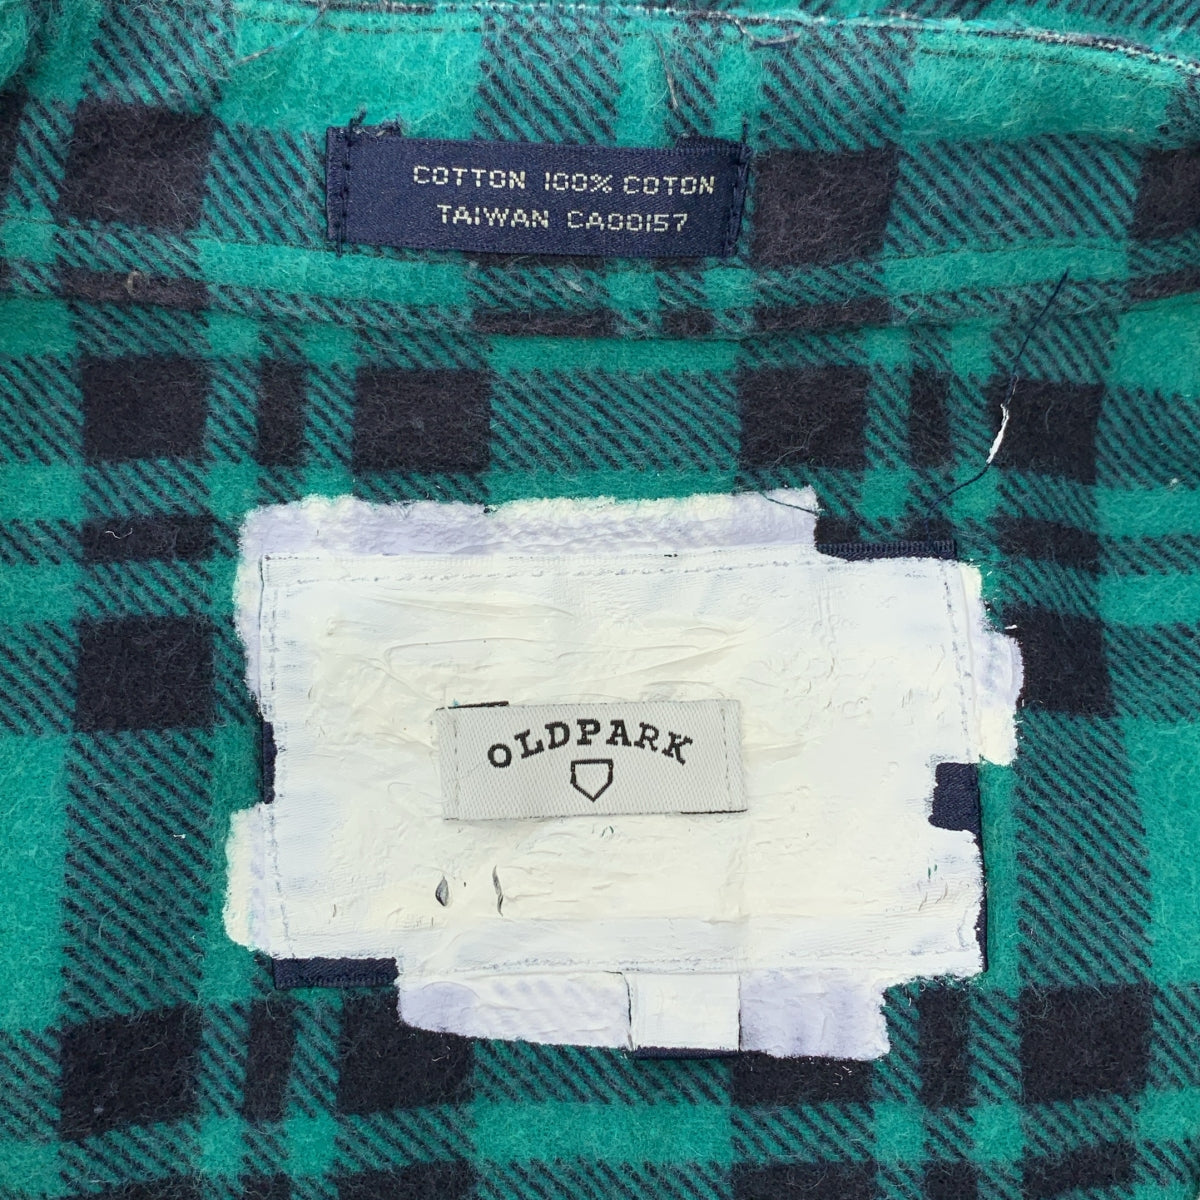 COTTON 100% COTON
TAIWAN CA00157
OLDPARK